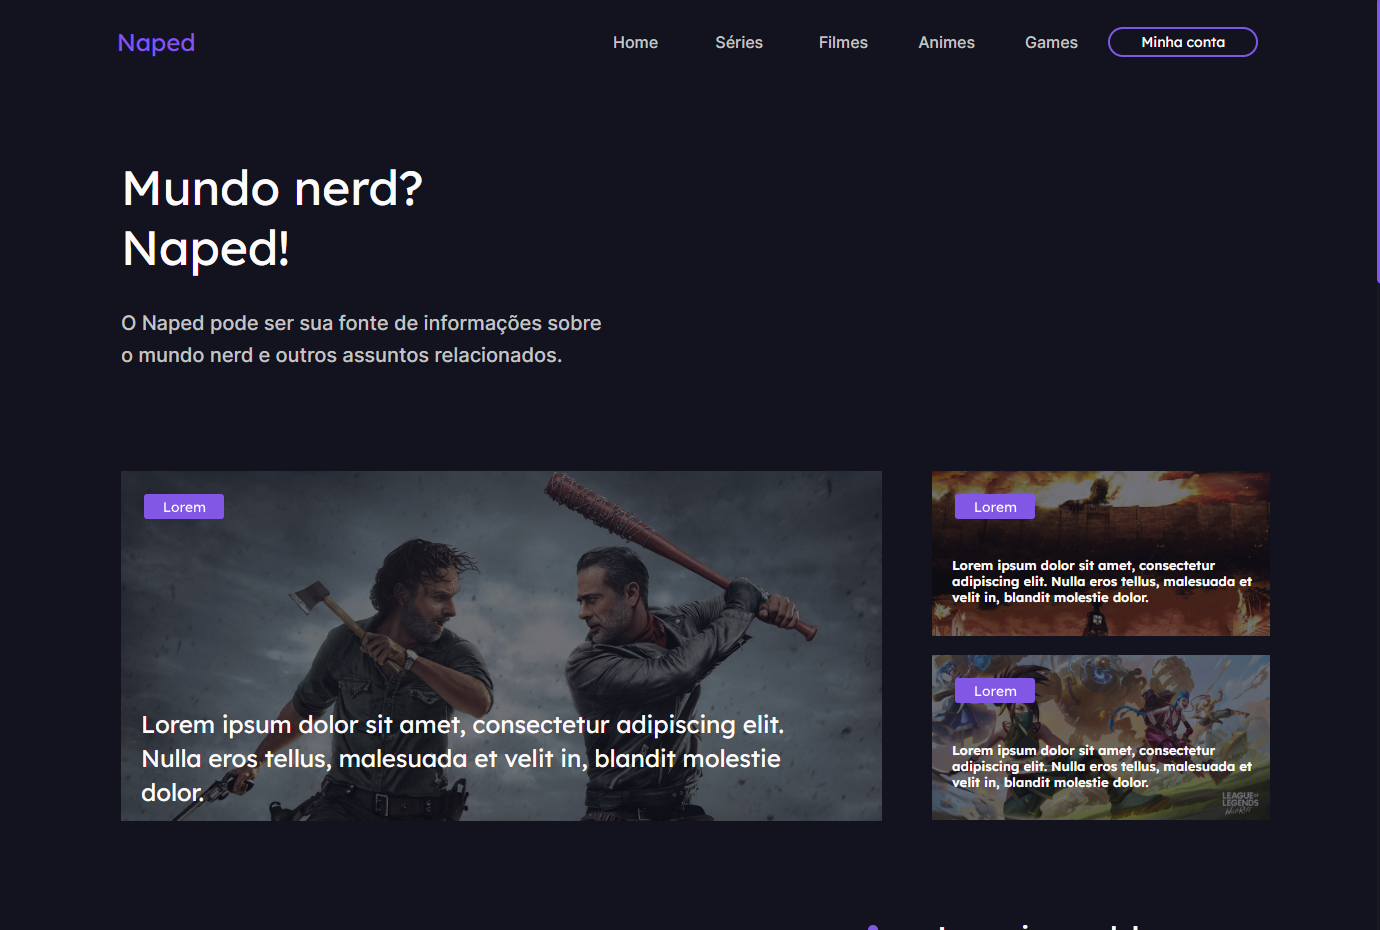 Naped
Home
Séries
Filmes
Animes
Games
Minha conta
Mundo nerd?
Naped!
O Naped pode ser sua fonte de informações sobre
o mundo nerd e outros assuntos relacionados.
Lorem
Lorem ipsum dolor sit amet, consectetur adipiscing elit.
Nulla eros tellus, malesuada et velit in, blandit molestie
dolor.
Lorem
Lorem ipsum dolor sit amet, consectetur
adipiscing elit. Nulla eros tellus, malesuada et
velit in, blandit molestie dolor.
Lorem
Lorem ipsum dolor sit amet, consectetur
adipiscing elit. Nulla eros tellus, malesuada et
velit in, blandit molestie dolor.
LEAGUE OF
LEGENDS